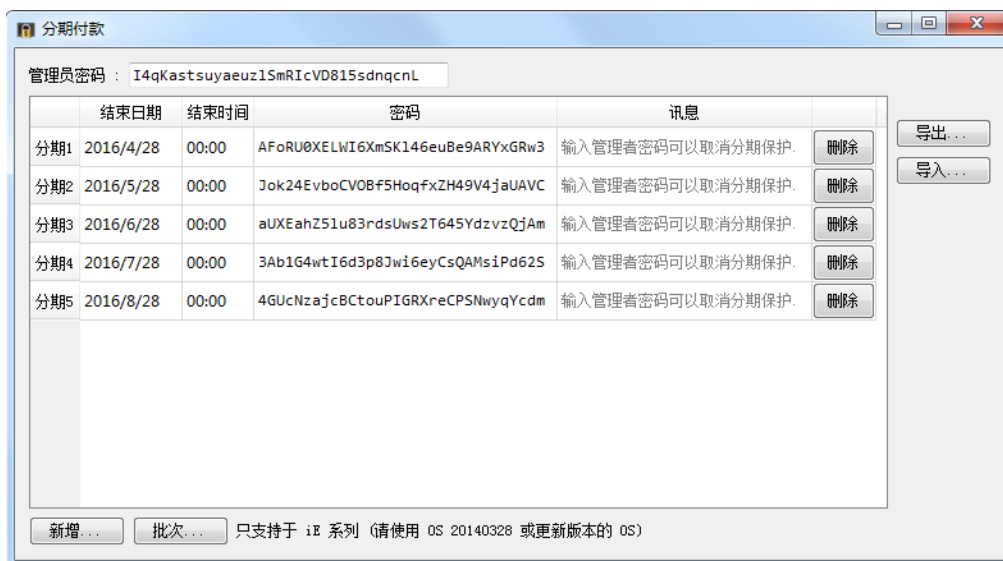 分期付款
管理员密码 : I4qKastsuyaeuzlSmRIcVD815sdnqcnL
结束日期 结束时间 密码 讯息
分期1 2016/4/28 00:00 AFoRU0XELWI6XmSK146euBe9ARYxGRw3 输入管理者密码可以取消分期保护. 删除
分期2 2016/5/28 00:00 Jok24EvboCVOBf5HoqfxZH49V4jaUAVC 输入管理者密码可以取消分期保护. 删除
分期3 2016/6/28 00:00 aUXEahZ5lu83rdsUws2T645YdzvzQjAm 输入管理者密码可以取消分期保护. 删除
分期4 2016/7/28 00:00 3Ab1G4wtI6d3p8Jwi6eyCsQAMsiPd62S 输入管理者密码可以取消分期保护. 删除
分期5 2016/8/28 00:00 4GUcNzajcBCtouPIGRXreCPSNwyqYcdm 输入管理者密码可以取消分期保护. 删除
导出...
导入...
新增... 批次... 只支持于 iE 系列 (请使用 OS 20140328 或更新版本的 OS)